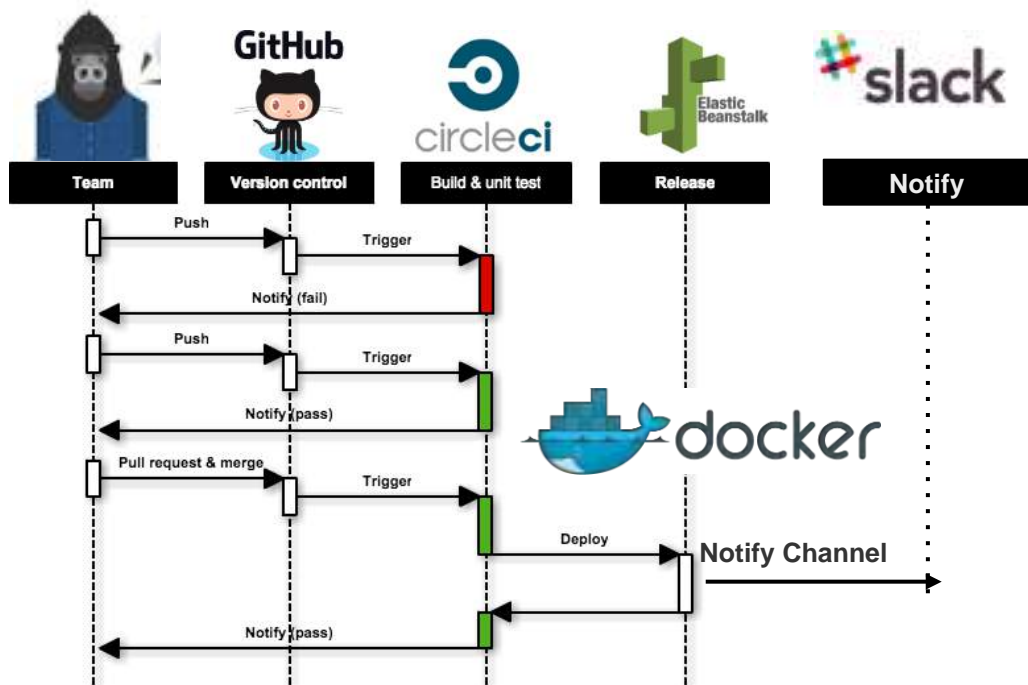 GitHub
circleci
Elastic
Beanstalk
slack
Team
Version control
Build & unit test
Release
Notify
Push
Trigger
Notify (fail)
Push
Trigger
Notify (pass)
docker
Pull request & merge
Trigger
Deploy
Notify Channel
Notify (pass)